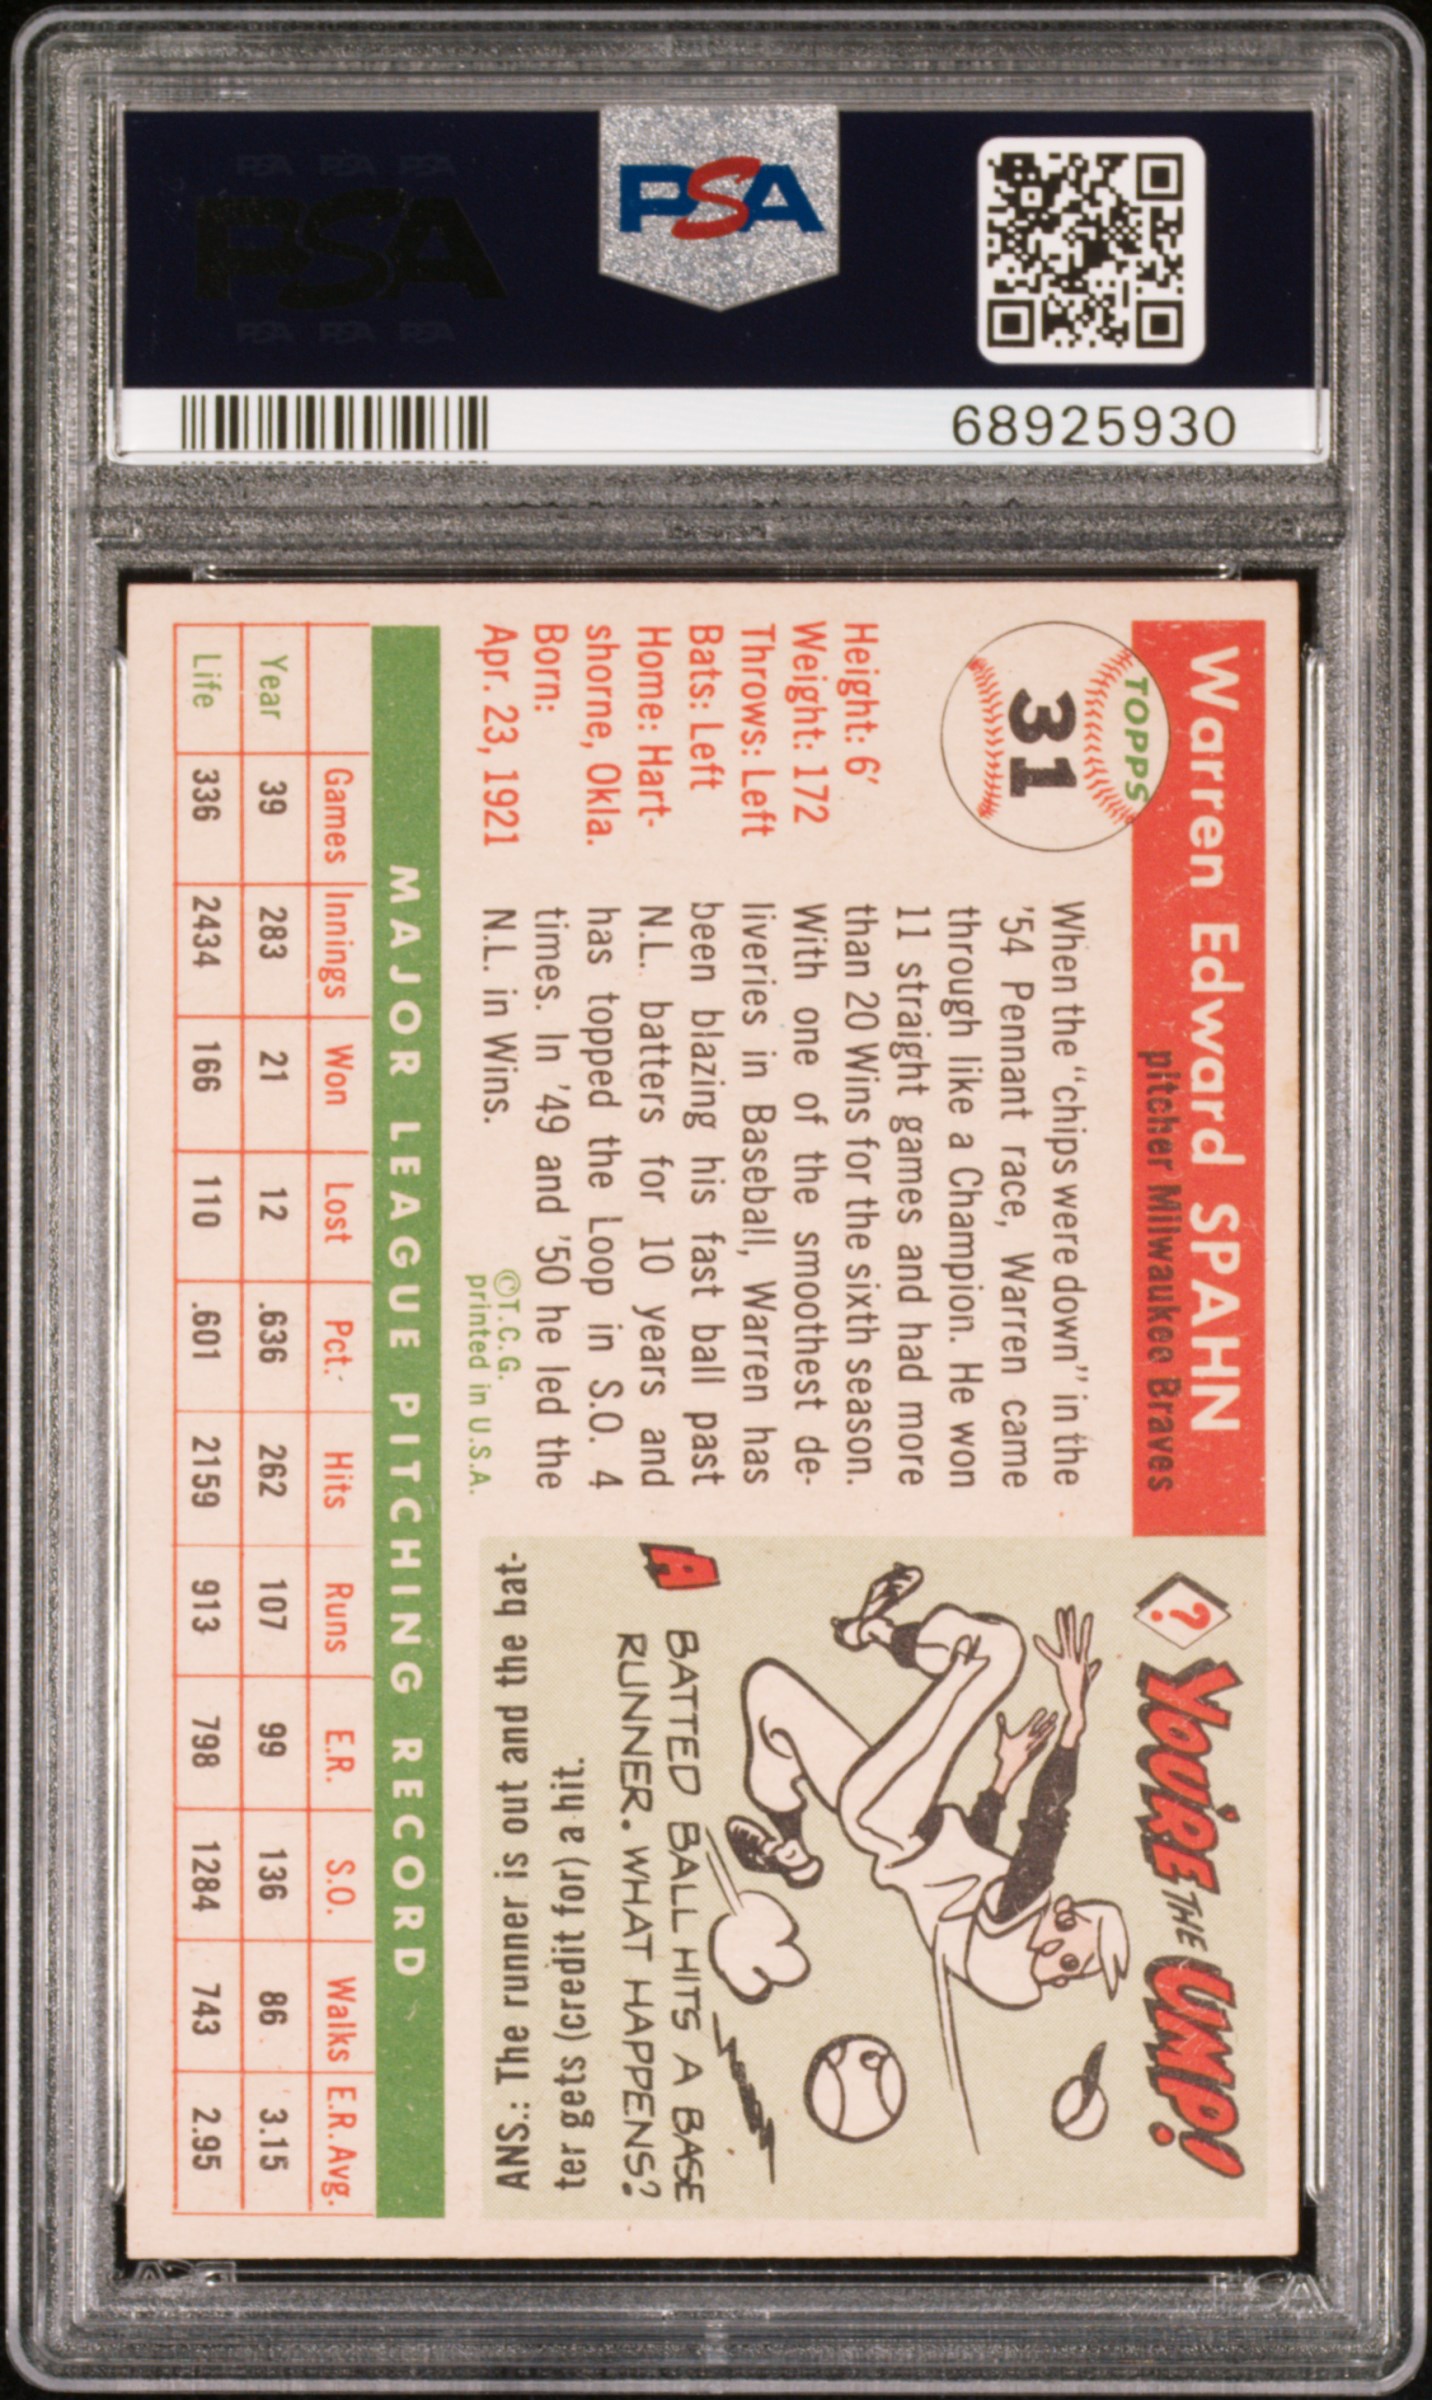 PSA PSA PSA
PSA
PSA PSA PSA
PSA
68925930
Warren Edward SPAHN
pitcher Milwaukee Braves
TOPPS
31
Height: 6'
Weight: 172
Throws: Left
Bats: Left
Home: Hart-
shorne, Okla.
Born:
Apr. 23, 1921
When the "chips were down" in the
'54 Pennant race, Warren came
through like a Champion. He won
11 straight games and had more
than 20 Wins for the sixth season.
With one of the smoothest de-
liveries in Baseball, Warren has
been blazing his fast ball past
N.L. batters for 10 years and
has topped the Loop in S.O. 4
times. In '49 and '50 he led the
N.L. in Wins.
©T.C.G.
printed in U.S.A.
? YOU'RE THE UMP!
A BATTED BALL HITS A BASE
RUNNER. WHAT HAPPENS?
ANS.: The runner is out and the bat-
ter gets (credit for) a hit.
MAJOR LEAGUE PITCHING RECORD
Games Innings Won Lost Pct. Hits Runs E.R. S.O. Walks E.R.Avg.
Year 39 283 21 12 .636 262 107 99 136 86 3.15
Life 336 2434 166 110 .601 2159 913 798 1284 743 2.95
PSA
PSA